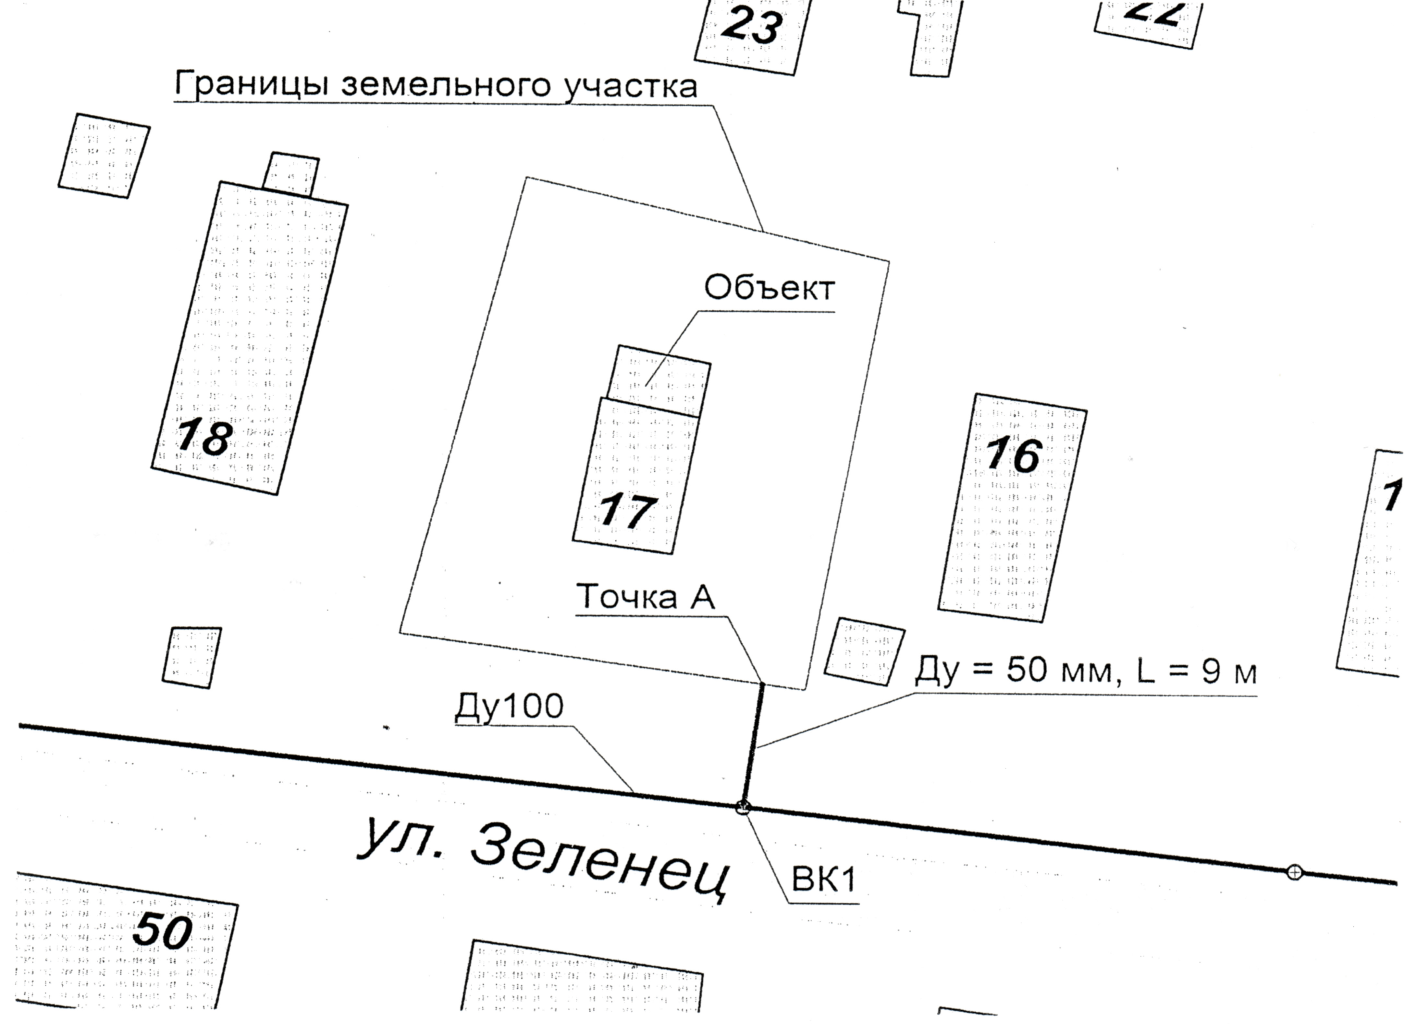 23
22
Границы земельного участка
Объект
18
16
1
17
Точка А
Ду = 50 мм, L = 9 м
Ду100
ул. Зеленец
ВК1
50